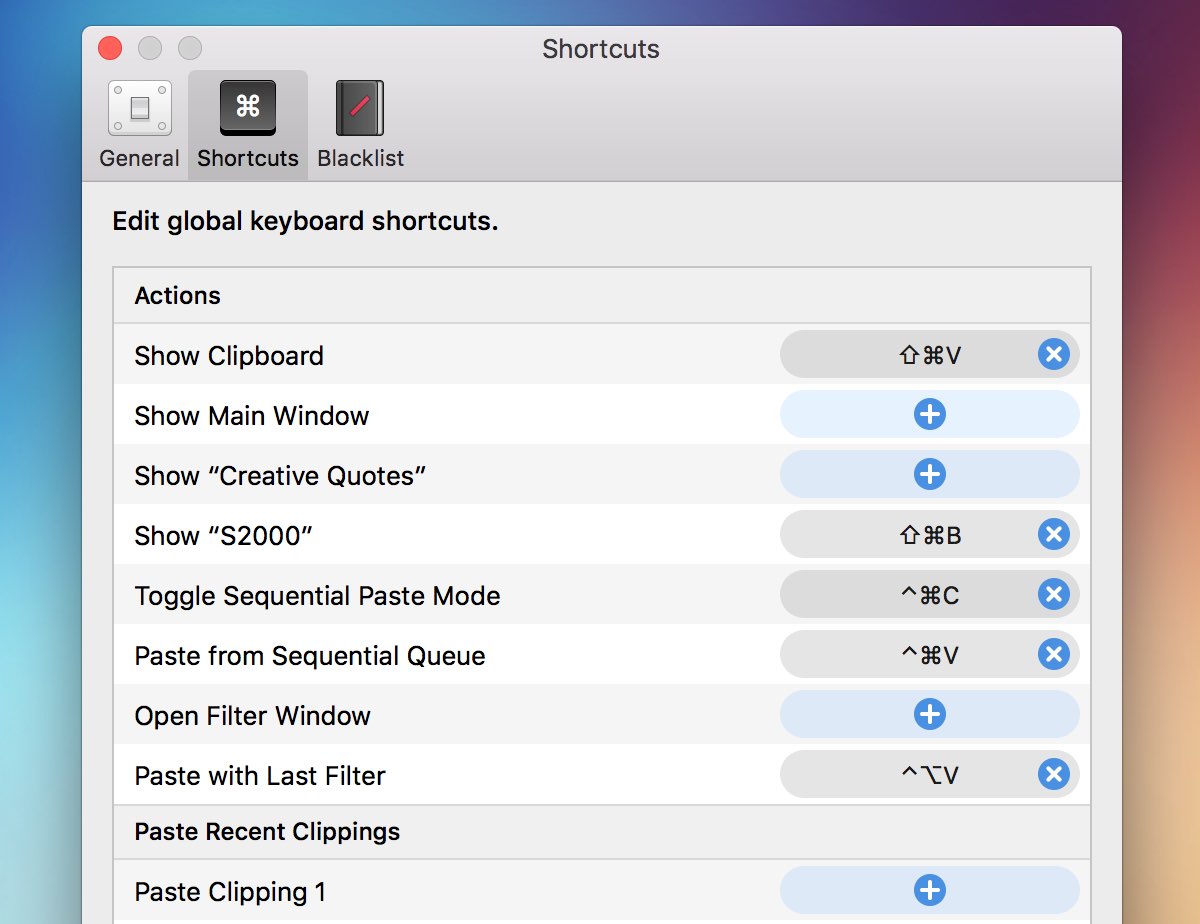 Shortcuts
General Shortcuts Blacklist
Edit global keyboard shortcuts.
Actions
Show Clipboard ⇧⌘V
Show Main Window
Show “Creative Quotes”
Show “S2000” ⇧⌘B
Toggle Sequential Paste Mode ^⌘C
Paste from Sequential Queue ^⌘V
Open Filter Window
Paste with Last Filter ^⌥V
Paste Recent Clippings
Paste Clipping 1